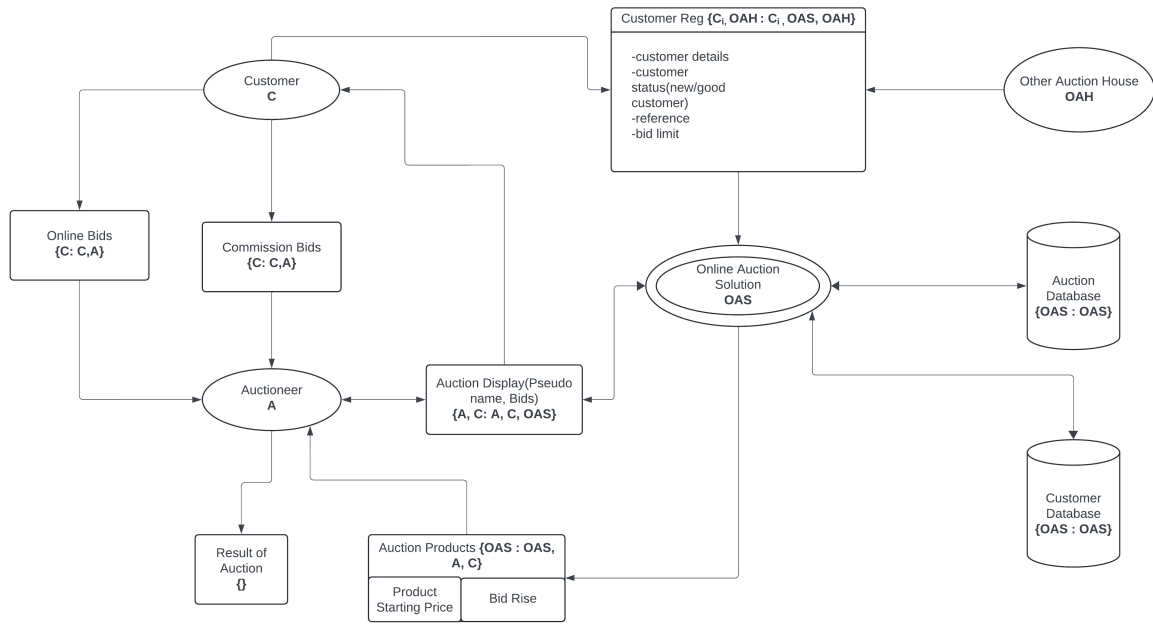 Customer Reg {Ci, OAH : Ci , OAS, OAH}
-customer details
-customer
status(new/good
customer)
-reference
-bid limit
Customer
C
Other Auction House
OAH
Online Bids
{C: C,A}
Commission Bids
{C: C,A}
Online Auction
Solution
OAS
Auction
Database
{OAS : OAS}
Auctioneer
A
Auction Display(Pseudo
name, Bids)
{A, C: A, C, OAS}
Customer
Database
{OAS : OAS}
Result of
Auction
{}
Auction Products {OAS : OAS,
A, C}
Product
Starting Price
Bid Rise